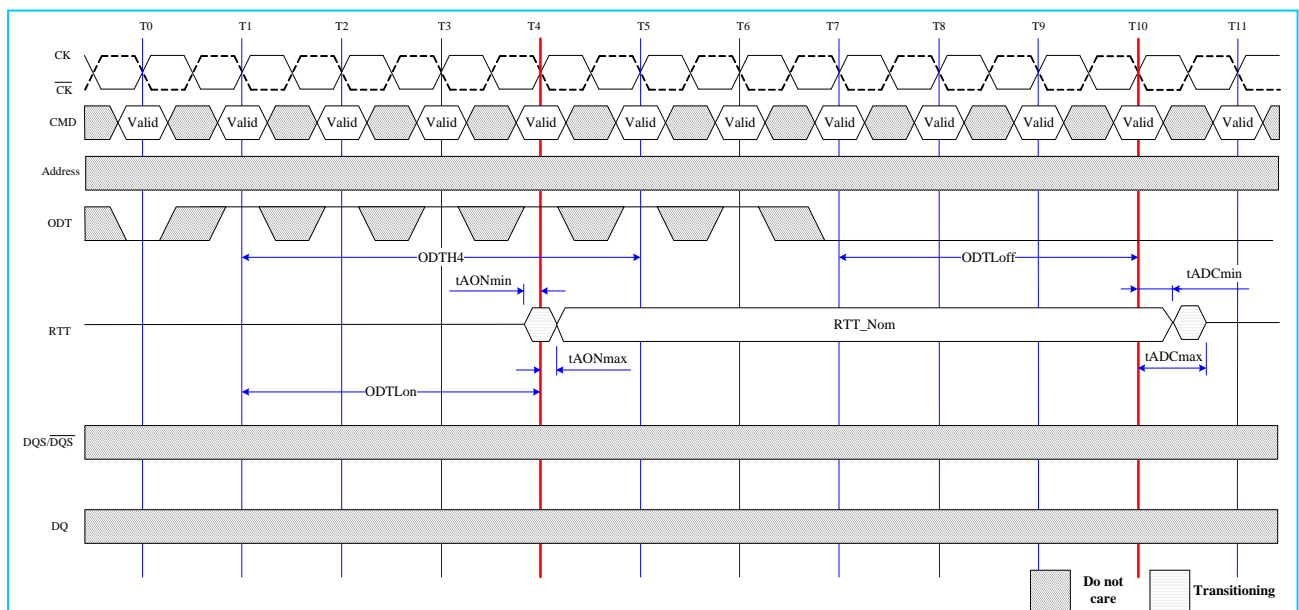 T0 T1 T2 T3 T4 T5 T6 T7 T8 T9 T10 T11
CK
CK
CMD Valid Valid Valid Valid Valid Valid Valid Valid Valid Valid Valid Valid
Address
ODT
ODTH4 ODTLoff
tAONmin tADCmin
RTT RTT_Nom
tAONmax tADCmax
ODTLon
DQS/DQS
DQ
Do not care
Transitioning